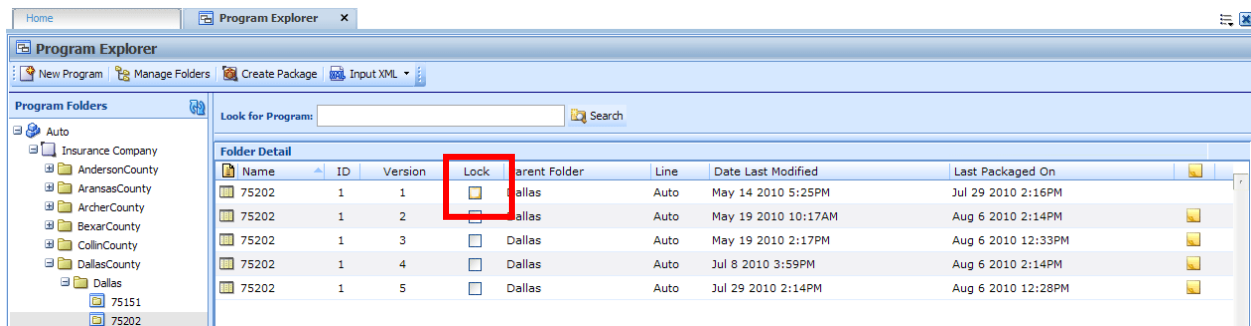 Home Program Explorer x
Program Explorer
New Program Manage Folders Create Package Input XML
Program Folders
Look for Program: Search
Auto
Insurance Company
AndersonCounty
AransasCounty
ArcherCounty
BexarCounty
CollinCounty
DallasCounty
Dallas
75151
75202
Folder Detail
Name ID Version Lock Parent Folder Line Date Last Modified Last Packaged On
75202 1 1 Dallas Auto May 14 2010 5:25PM Jul 29 2010 2:16PM
75202 1 2 Dallas Auto May 19 2010 10:17AM Aug 6 2010 2:14PM
75202 1 3 Dallas Auto May 19 2010 2:17PM Aug 6 2010 12:33PM
75202 1 4 Dallas Auto Jul 8 2010 3:59PM Aug 6 2010 2:14PM
75202 1 5 Dallas Auto Jul 29 2010 2:14PM Aug 6 2010 12:28PM